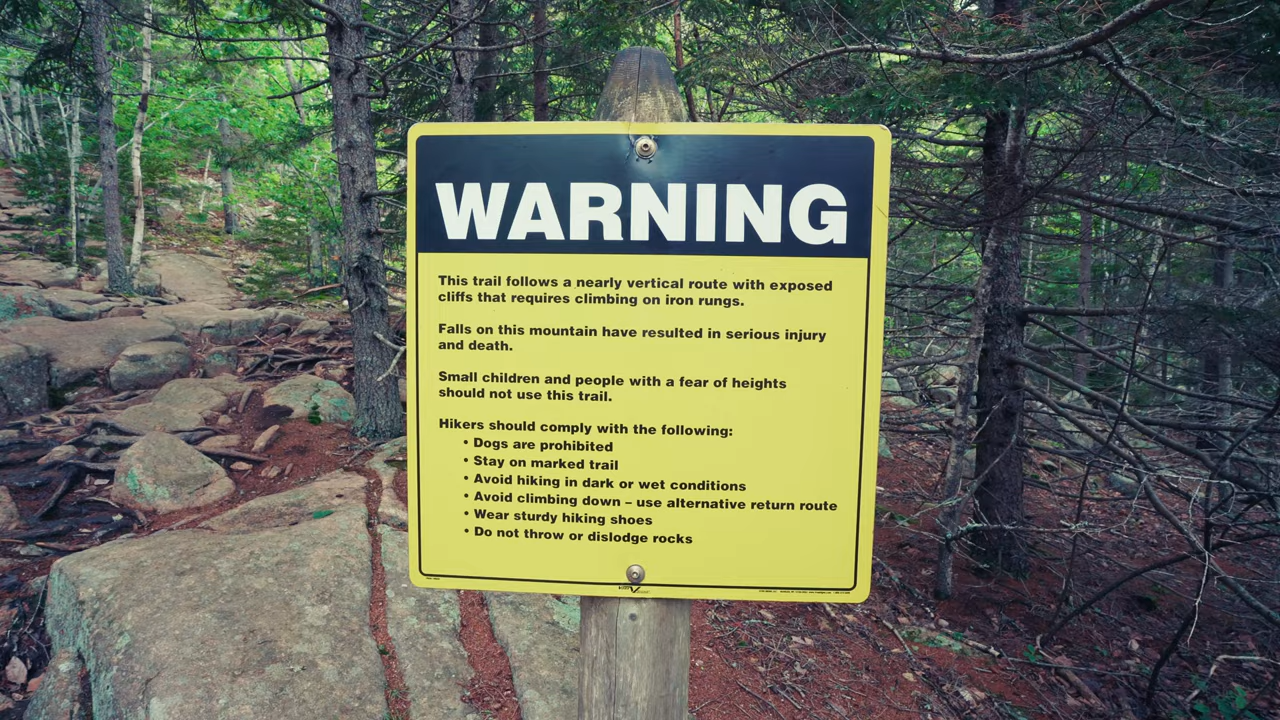 WARNING
This trail follows a nearly vertical route with exposed
cliffs that requires climbing on iron rungs.
Falls on this mountain have resulted in serious injury
and death.
Small children and people with a fear of heights
should not use this trail.
Hikers should comply with the following:
• Dogs are prohibited
• Stay on marked trail
• Avoid hiking in dark or wet conditions
• Avoid climbing down – use alternative return route
• Wear sturdy hiking shoes
• Do not throw or dislodge rocks